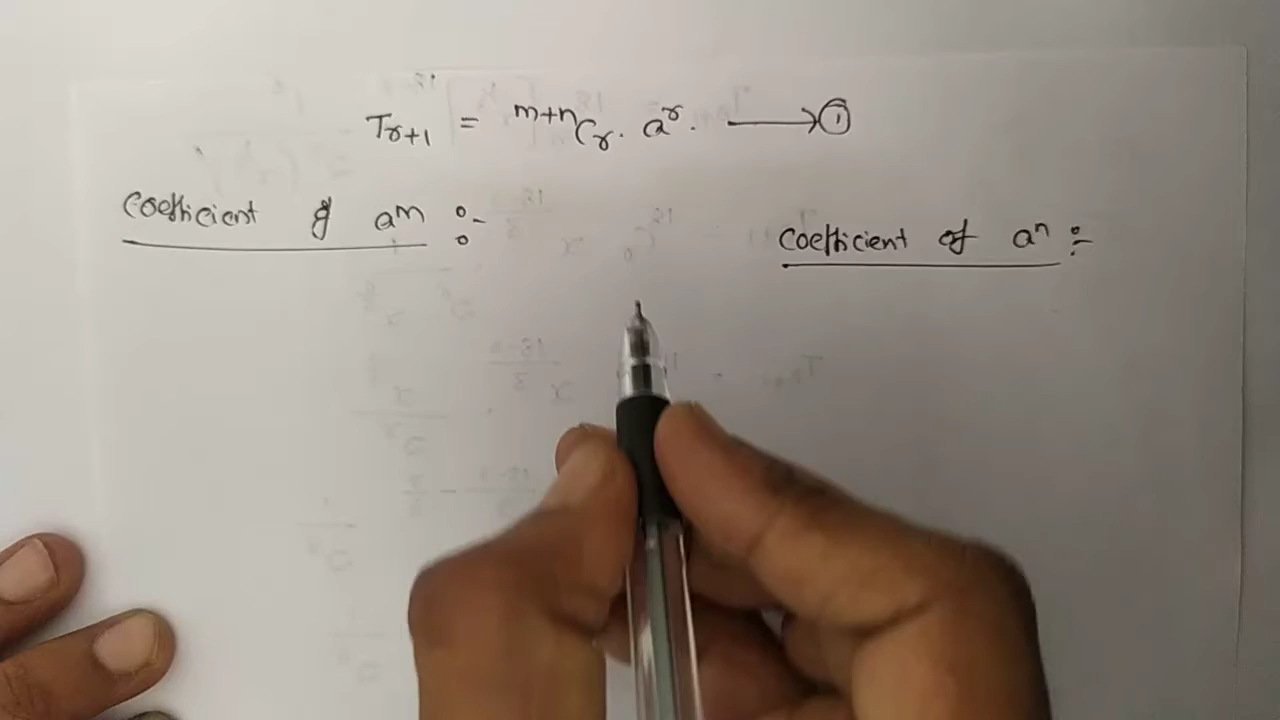 Tr+1 = m+nCr. a^r. ⟶ ①
Coefficient of a^m :-
Coefficient of a^n :-